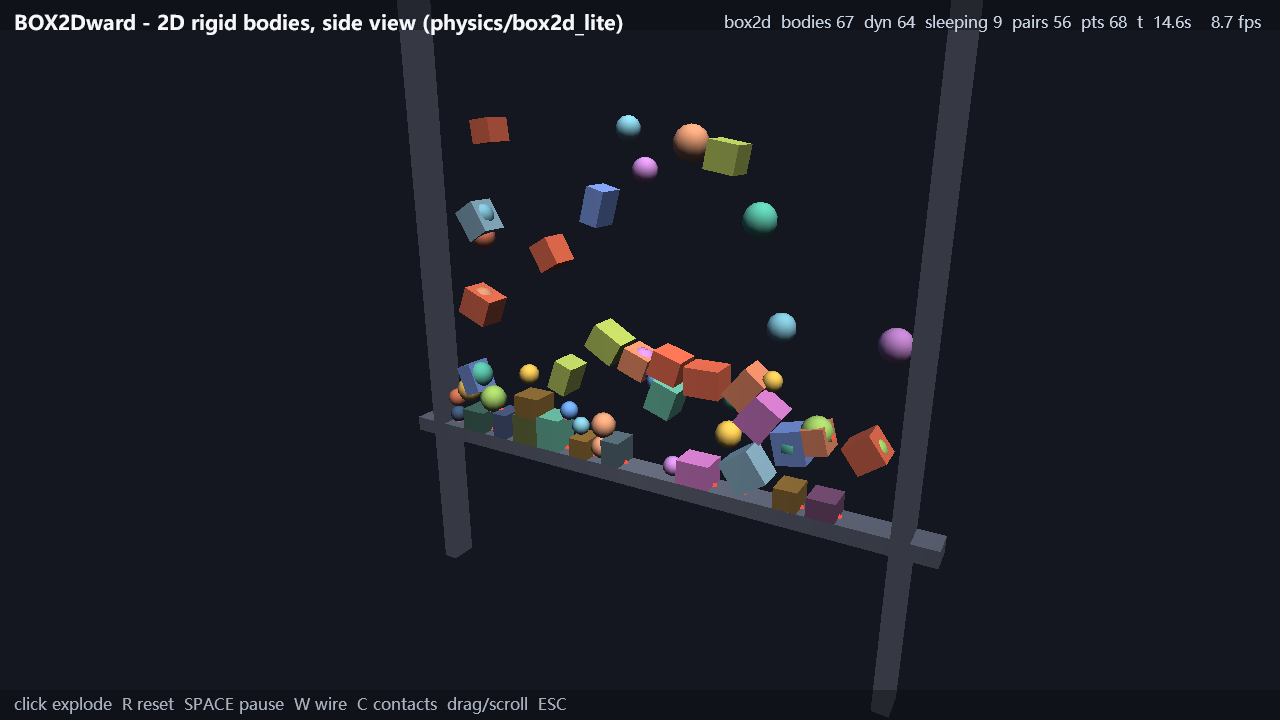 BOX2Dward - 2D rigid bodies, side view (physics/box2d_lite)
box2d bodies 67 dyn 64 sleeping 9 pairs 56 pts 68 t 14.6s 8.7 fps
click explode R reset SPACE pause W wire C contacts drag/scroll ESC